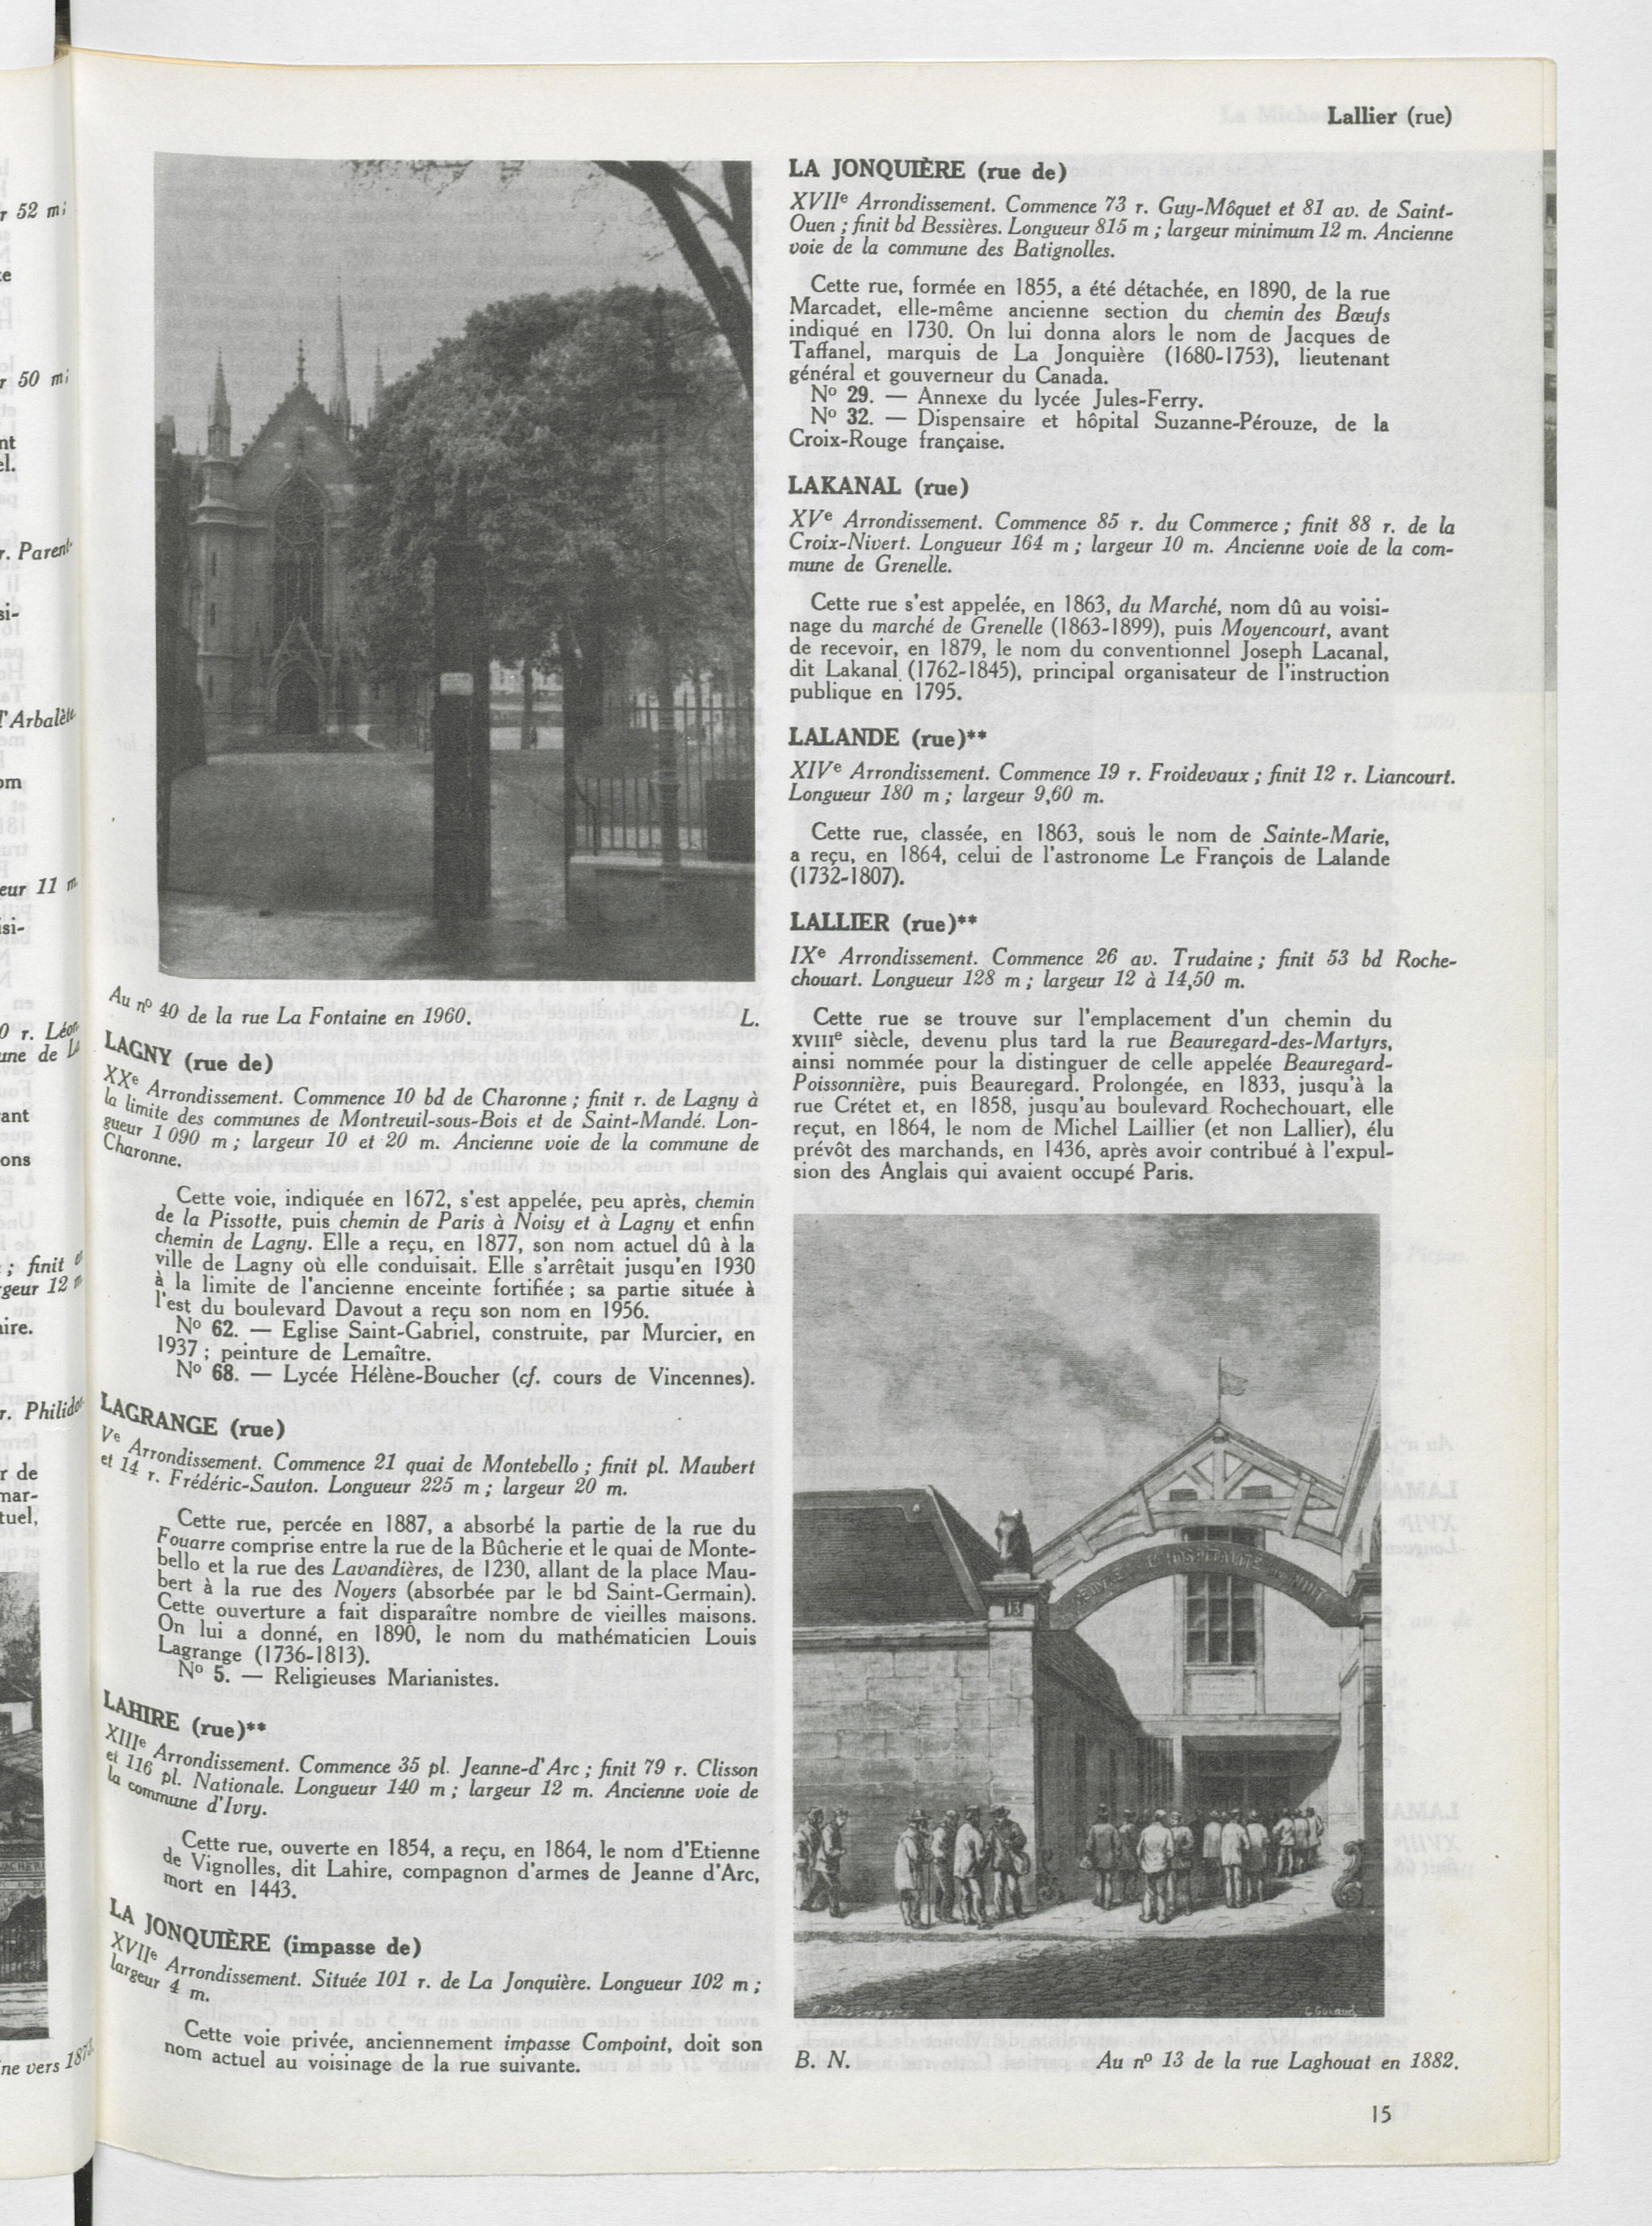 Lallier (rue)
Au nº 40 de la rue La Fontaine en 1960. L.
LAGNY (rue de)
XXe Arrondissement. Commence 10 bd de Charonne ; finit r. de Lagny à
la limite des communes de Montreuil-sous-Bois et de Saint-Mandé. Lon-
gueur 1 090 m ; largeur 10 et 20 m. Ancienne voie de la commune de
Charonne.
Cette voie, indiquée en 1672, s'est appelée, peu après, chemin
de la Pissotte, puis chemin de Paris à Noisy et à Lagny et enfin
chemin de Lagny. Elle a reçu, en 1877, son nom actuel dû à la
ville de Lagny où elle conduisait. Elle s'arrêtait jusqu'en 1930
à la limite de l'ancienne enceinte fortifiée ; sa partie située à
l'est du boulevard Davout a reçu son nom en 1956.
Nº 62. — Eglise Saint-Gabriel, construite, par Murcier, en
1937 ; peinture de Lemaître.
Nº 68. — Lycée Hélène-Boucher (cf. cours de Vincennes).
LAGRANGE (rue)
Ve Arrondissement. Commence 21 quai de Montebello ; finit pl. Maubert
et 14 r. Frédéric-Sauton. Longueur 225 m ; largeur 20 m.
Cette rue, percée en 1887, a absorbé la partie de la rue du
Fouarre comprise entre la rue de la Bûcherie et le quai de Monte-
bello et la rue des Lavandières, de 1230, allant de la place Mau-
bert à la rue des Noyers (absorbée par le bd Saint-Germain).
Cette ouverture a fait disparaître nombre de vieilles maisons.
On lui a donné, en 1890, le nom du mathématicien Louis
Lagrange (1736-1813).
Nº 5. — Religieuses Marianistes.
LAHIRE (rue)**
XIIIe Arrondissement. Commence 35 pl. Jeanne-d'Arc ; finit 79 r. Clisson
et 116 pl. Nationale. Longueur 140 m ; largeur 12 m. Ancienne voie de
la commune d'Ivry.
Cette rue, ouverte en 1854, a reçu, en 1864, le nom d'Etienne
de Vignolles, dit Lahire, compagnon d'armes de Jeanne d'Arc,
mort en 1443.
LA JONQUIÈRE (impasse de)
XVIIe Arrondissement. Située 101 r. de La Jonquière. Longueur 102 m ;
largeur 4 m.
Cette voie privée, anciennement impasse Compoint, doit son
nom actuel au voisinage de la rue suivante.
LA JONQUIÈRE (rue de)
XVIIe Arrondissement. Commence 73 r. Guy-Môquet et 81 av. de Saint-
Ouen ; finit bd Bessières. Longueur 815 m ; largeur minimum 12 m. Ancienne
voie de la commune des Batignolles.
Cette rue, formée en 1855, a été détachée, en 1890, de la rue
Marcadet, elle-même ancienne section du chemin des Bœufs
indiqué en 1730. On lui donna alors le nom de Jacques de
Taffanel, marquis de La Jonquière (1680-1753), lieutenant
général et gouverneur du Canada.
Nº 29. — Annexe du lycée Jules-Ferry.
Nº 32. — Dispensaire et hôpital Suzanne-Pérouze, de la
Croix-Rouge française.
LAKANAL (rue)
XVe Arrondissement. Commence 85 r. du Commerce ; finit 88 r. de la
Croix-Nivert. Longueur 164 m ; largeur 10 m. Ancienne voie de la com-
mune de Grenelle.
Cette rue s'est appelée, en 1863, du Marché, nom dû au voisi-
nage du marché de Grenelle (1863-1899), puis Moyencourt, avant
de recevoir, en 1879, le nom du conventionnel Joseph Lacanal,
dit Lakanal (1762-1845), principal organisateur de l'instruction
publique en 1795.
LALANDE (rue)**
XIVe Arrondissement. Commence 19 r. Froidevaux ; finit 12 r. Liancourt.
Longueur 180 m ; largeur 9,60 m.
Cette rue, classée, en 1863, sous le nom de Sainte-Marie,
a reçu, en 1864, celui de l'astronome Le François de Lalande
(1732-1807).
LALLIER (rue)**
IXe Arrondissement. Commence 26 av. Trudaine ; finit 53 bd Roche-
chouart. Longueur 128 m ; largeur 12 à 14,50 m.
Cette rue se trouve sur l'emplacement d'un chemin du
XVIIIe siècle, devenu plus tard la rue Beauregard-des-Martyrs,
ainsi nommée pour la distinguer de celle appelée Beauregard-
Poissonnière, puis Beauregard. Prolongée, en 1833, jusqu'à la
rue Crétet et, en 1858, jusqu'au boulevard Rochechouart, elle
reçut, en 1864, le nom de Michel Laillier (et non Lallier), élu
prévôt des marchands, en 1436, après avoir contribué à l'expul-
sion des Anglais qui avaient occupé Paris.
ŒUVRE DE L'HOSPITALITÉ DE NUIT
13
B. N. Au nº 13 de la rue Laghouat en 1882.
15